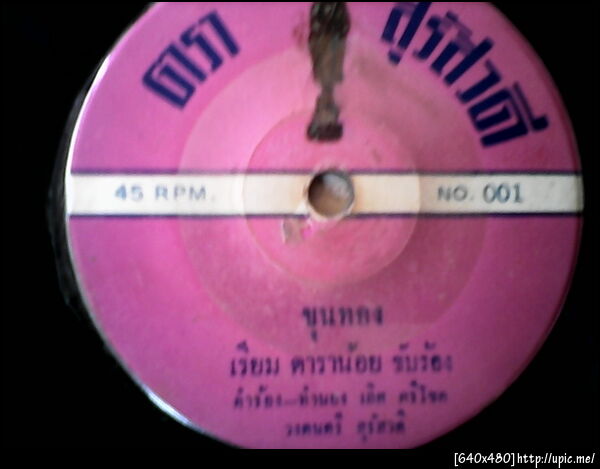 ตรา สุรัสวดี
45 RPM. NO. 001
ขุนทอง
เรียม ดาราน้อย ขับร้อง
คำร้อง—ทำนอง เลิศ ศรีโชค
วงดนตรี สุรัสวดี
[640x480]http://upic.me/